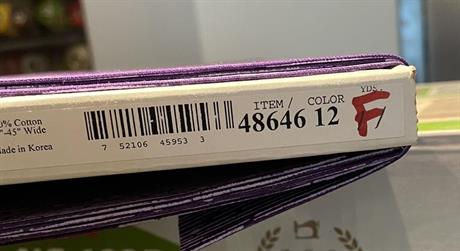 0% Cotton
"-45" Wide
ade in Korea
7 52106 45953 3
ITEM/ COLOR
48646 12
YDS.
F